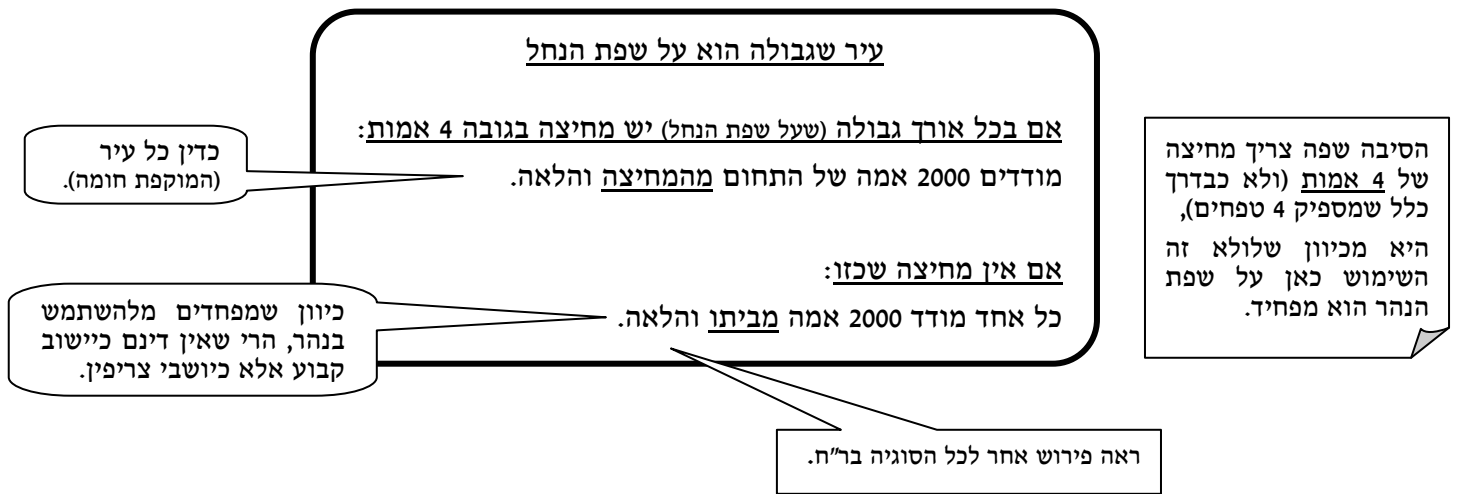 עיר שגבולה הוא על שפת הנחל
אם בכל אורך גבולה (שעל שפת הנחל) יש מחיצה בגובה 4 אמות:
מודדים 2000 אמה של התחום מהמחיצה והלאה.
אם אין מחיצה שכזו:
כל אחד מודד 2000 אמה מביתו והלאה.
כדין כל עיר
(המוקפת חומה).
כיוון שמפחדים מלהשתמש
בנהר, הרי שאין דינם כיישוב
קבוע אלא כיושבי צריפין.
הסיבה שפה צריך מחיצה
של 4 אמות (ולא כבדרך
כלל שמספיק 4 טפחים),
היא מכיוון שלולא זה
השימוש כאן על שפת
הנהר הוא מפחיד.
ראה פירוש אחר לכל הסוגיה בר"ח.